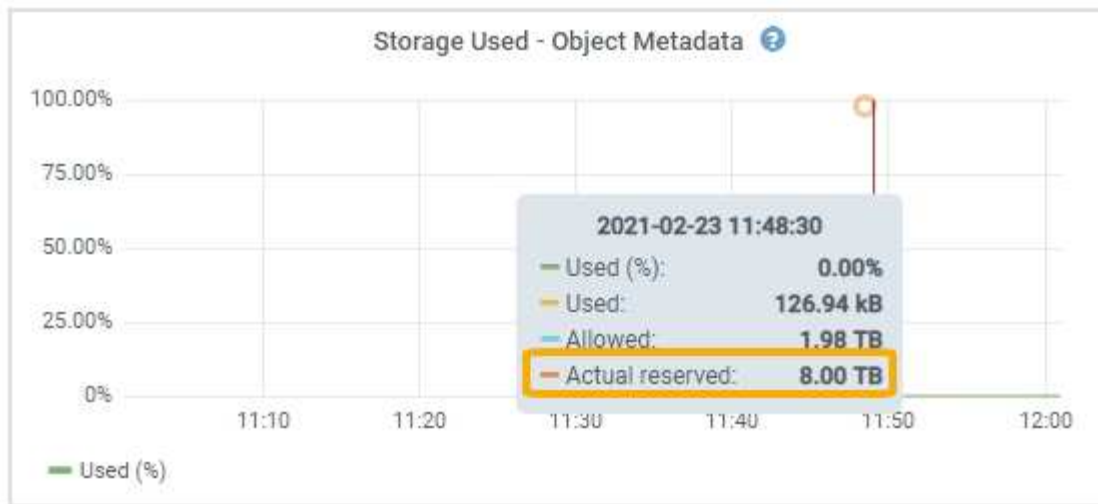 Storage Used - Object Metadata ?
100.00%
75.00%
50.00%
25.00%
0%
2021-02-23 11:48:30
Used (%): 0.00%
Used: 126.94 kB
Allowed: 1.98 TB
Actual reserved: 8.00 TB
11:10 11:20 11:30 11:40 11:50 12:00
Used (%)